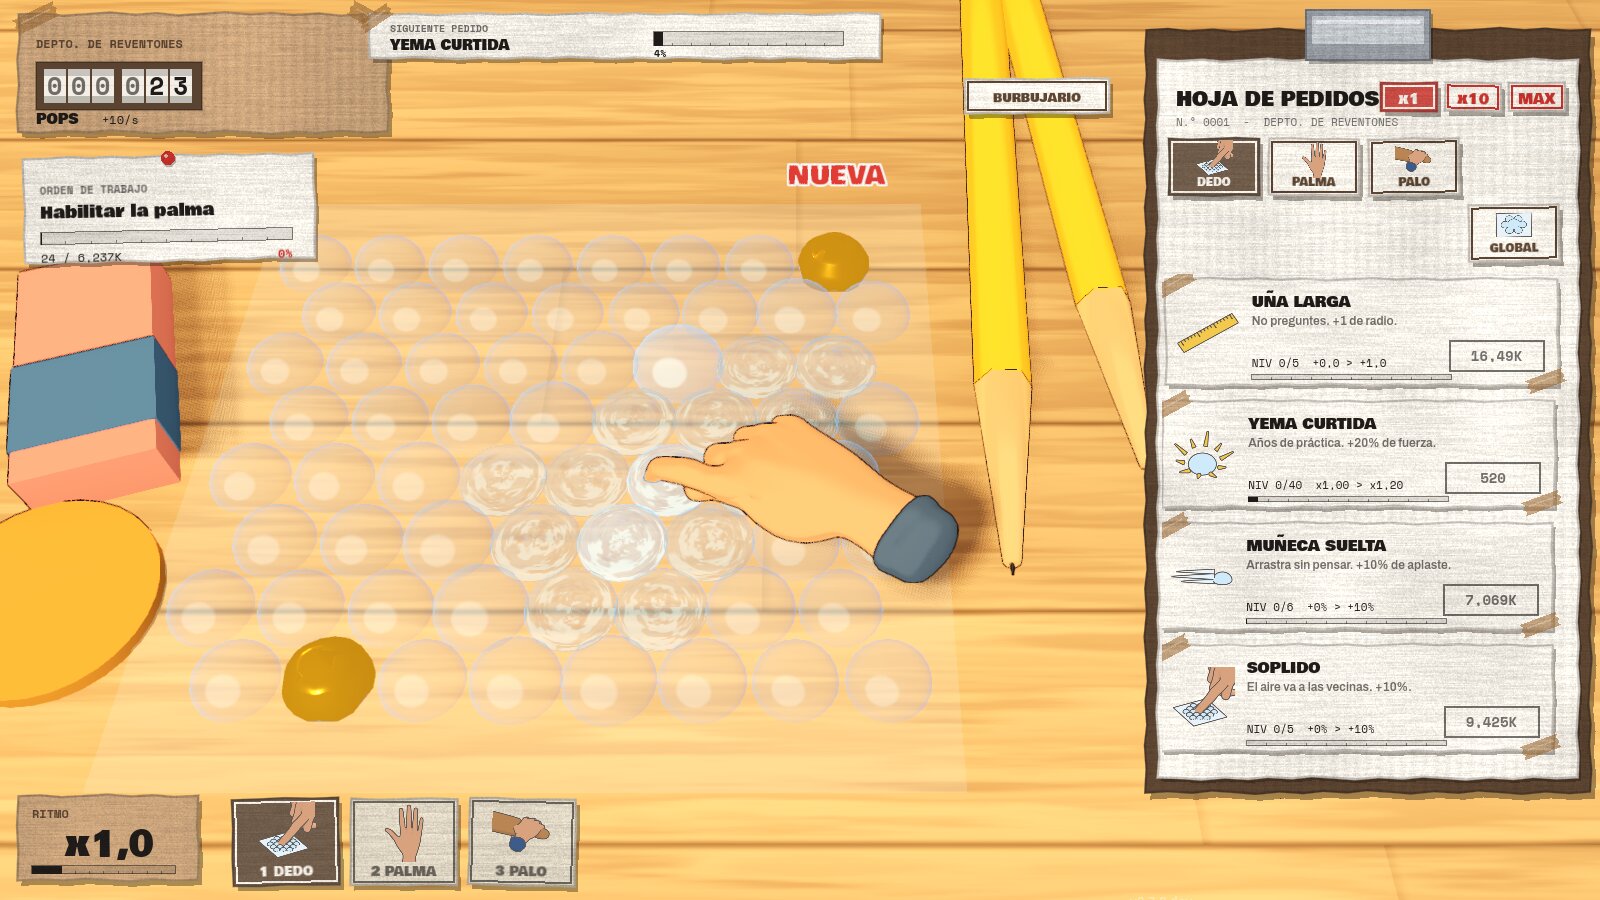 DEPTO. DE REVENTONES
000 023
POPS +10/s
SIGUIENTE PEDIDO
YEMA CURTIDA
4%
BURBUJARIO
ORDEN DE TRABAJO
Habilitar la palma
24 / 6,237K 0%
NUEVA
HOJA DE PEDIDOS x1 x10 MAX
N.° 0001 - DEPTO. DE REVENTONES
DEDO PALMA PALO
GLOBAL
UÑA LARGA
No preguntes. +1 de radio.
NIV 0/5 +0,0 > +1,0 16,49K
YEMA CURTIDA
Años de práctica. +20% de fuerza.
NIV 0/40 x1,00 > x1,20 520
MUÑECA SUELTA
Arrastra sin pensar. +10% de aplaste.
NIV 0/6 +0% > +10% 7,069K
SOPLIDO
El aire va a las vecinas. +10%.
NIV 0/5 +0% > +10% 9,425K
RITMO
x1,0
1 DEDO 2 PALMA 3 PALO